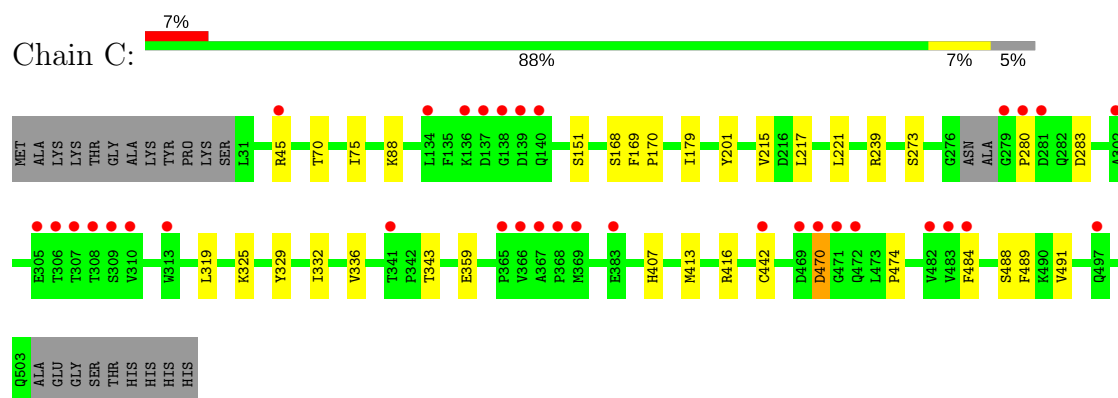 7%
Chain C:
88% 7% 5%
MET ALA LYS LYS THR GLY ALA LYS TYR PRO LYS SER L31 R45 T70 I75 K88 L134 F135 K136 D137 G138 D139 Q140 S151 S168 F169 P170 I179 Y201 V215 D216 L217 L221 R239 S273 G276 ASN ALA G279 P280 D281 Q282 D283
E305 T306 T307 T308 S309 V310 W313 L319 K325 Y329 I332 V336 T341 P342 T343 E359 P365 V366 A367 P368 M369 E383 H407 M413 R416 C442 D469 D470 G471 Q472 L473 P474 V482 V483 F484 S488 F489 K490 V491 Q497
Q503 ALA GLU GLY SER THR HIS HIS HIS HIS